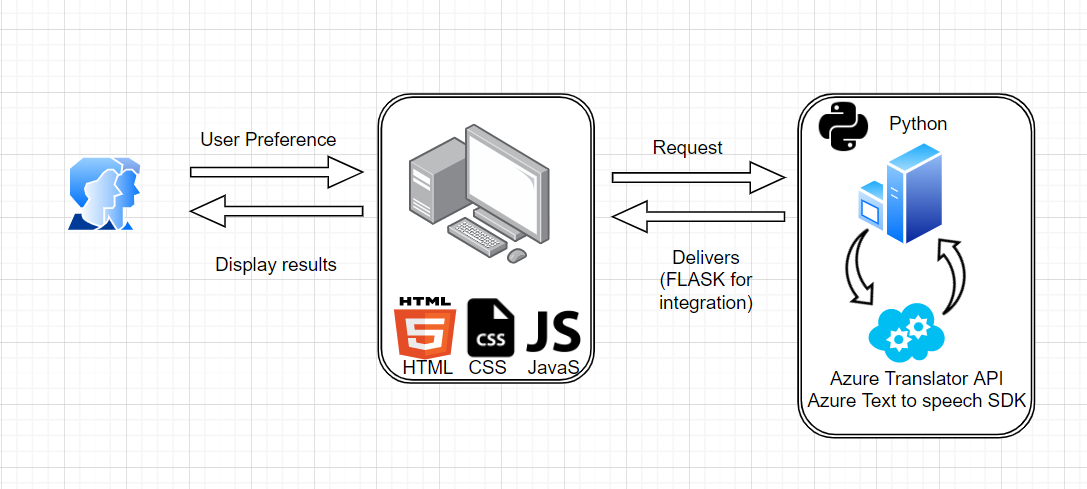 User Preference
Display results
HTML
5
CSS
JS
HTML CSS JavaS
Request
Delivers
(FLASK for
integration)
Python
Azure Translator API
Azure Text to speech SDK